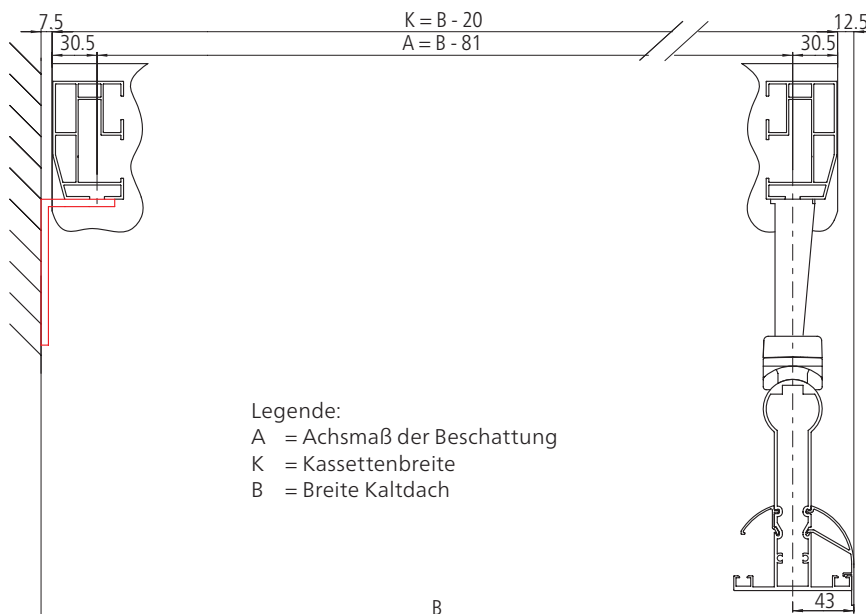 7.5 K = B - 20 12.5
30.5 A = B - 81 30.5
Legende:
A = Achsmaß der Beschattung
K = Kassettenbreite
B = Breite Kaltdach
B 43